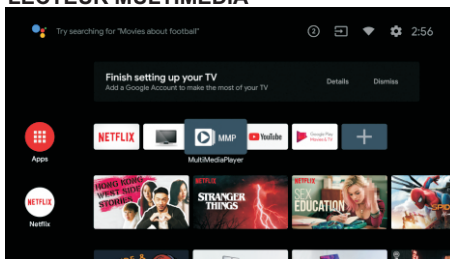 LECTEUR MULTIMEDIA
Try searching for "Movies about football"
2
2:56
Finish setting up your TV
Add a Google Account to make the most of your TV
Details
Dismiss
NETFLIX
MMP
YouTube
Google Play
Movies & TV
Apps
MultiMediaPlayer
NETFLIX
Netflix
HONG KONG
WEST SIDE
STORIES
NETFLIX
STRANGER
THINGS
NETFLIX
SEX
EDUCATION